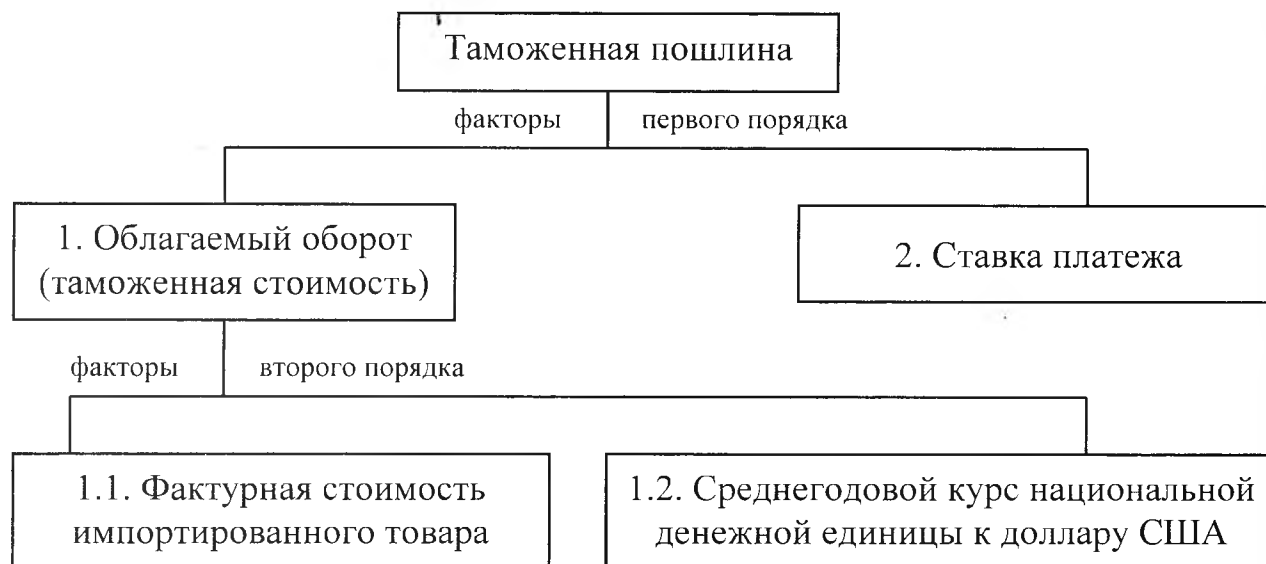 Таможенная пошлина
факторы первого порядка
1. Облагаемый оборот
(таможенная стоимость)
2. Ставка платежа
факторы второго порядка
1.1. Фактурная стоимость
импортированного товара
1.2. Среднегодовой курс национальной
денежной единицы к доллару США